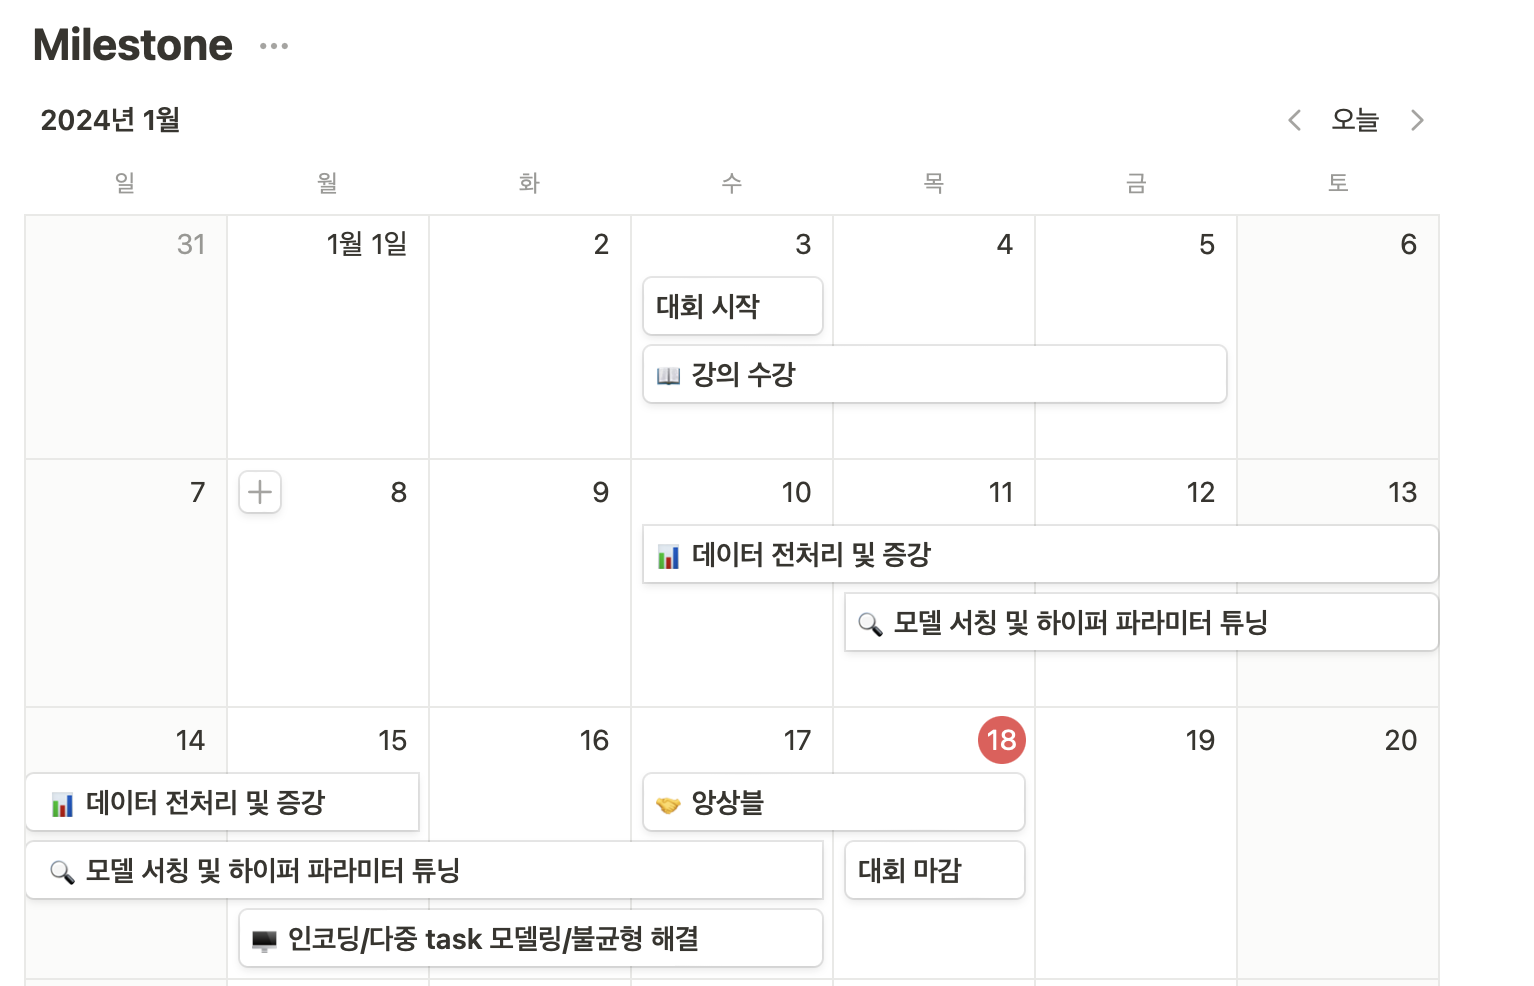 Milestone ···
2024년 1월
오늘
일 월 화 수 목 금 토
31 1월 1일 2 3 4 5 6
대회 시작
강의 수강
7 8 9 10 11 12 13
데이터 전처리 및 증강
모델 서칭 및 하이퍼 파라미터 튜닝
14 15 16 17 18 19 20
데이터 전처리 및 증강 앙상블
모델 서칭 및 하이퍼 파라미터 튜닝 대회 마감
인코딩/다중 task 모델링/불균형 해결